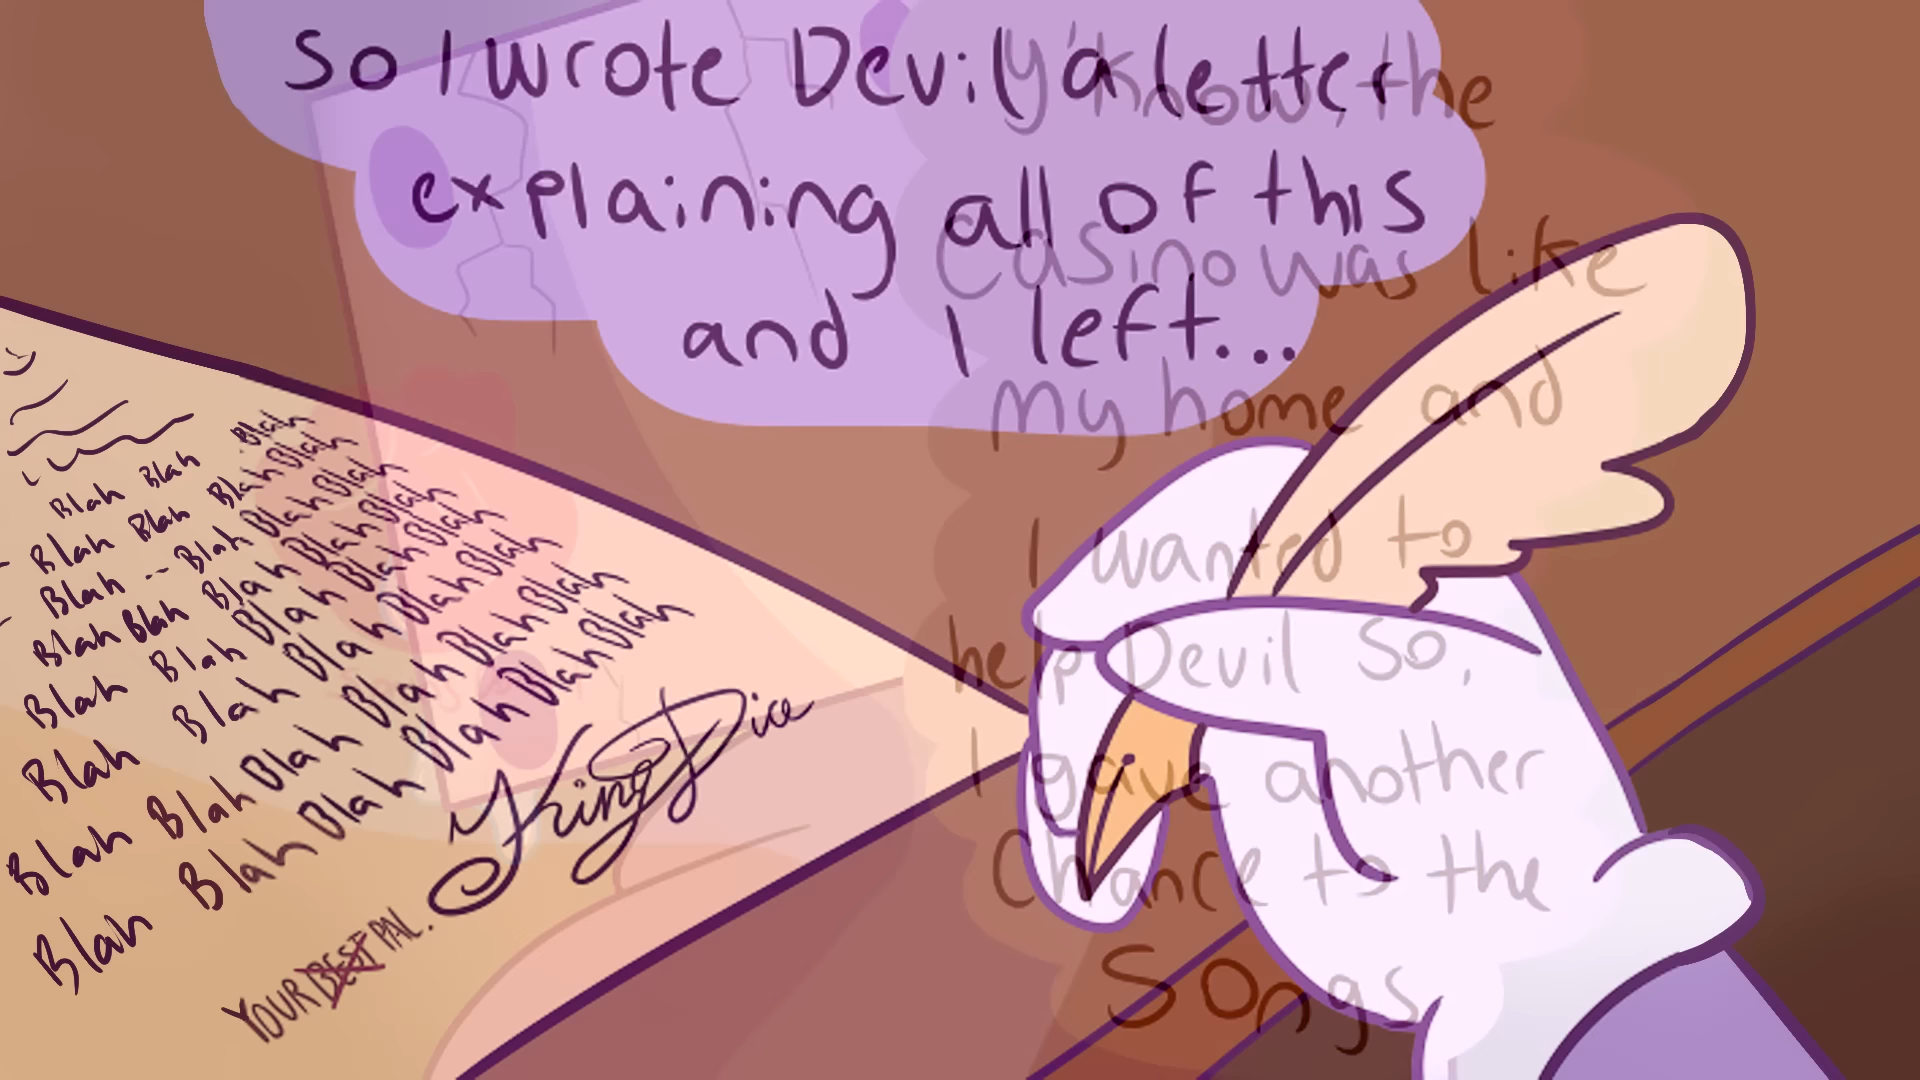 So I wrote Devil a letter
explaining all of this
and I left...
Y'know, the
Casino was like
my home and
I wanted to
help Devil so,
I gave another
Chance to the
Songs
Blah Blah Blah
Blah Blah Blah Blah Blah
Blah -- Blah Blah Blah Blah
Blah Blah Blah Blah Blah Blah
Blah Blah Blah Blah Blah Blah
Blah Blah Blah Blah Blah Blah
Blah Blah Blah Blah Blah Blah
Blah Blah Blah Blah Blah Blah Blah
King Dice
YOUR BEST PAL.